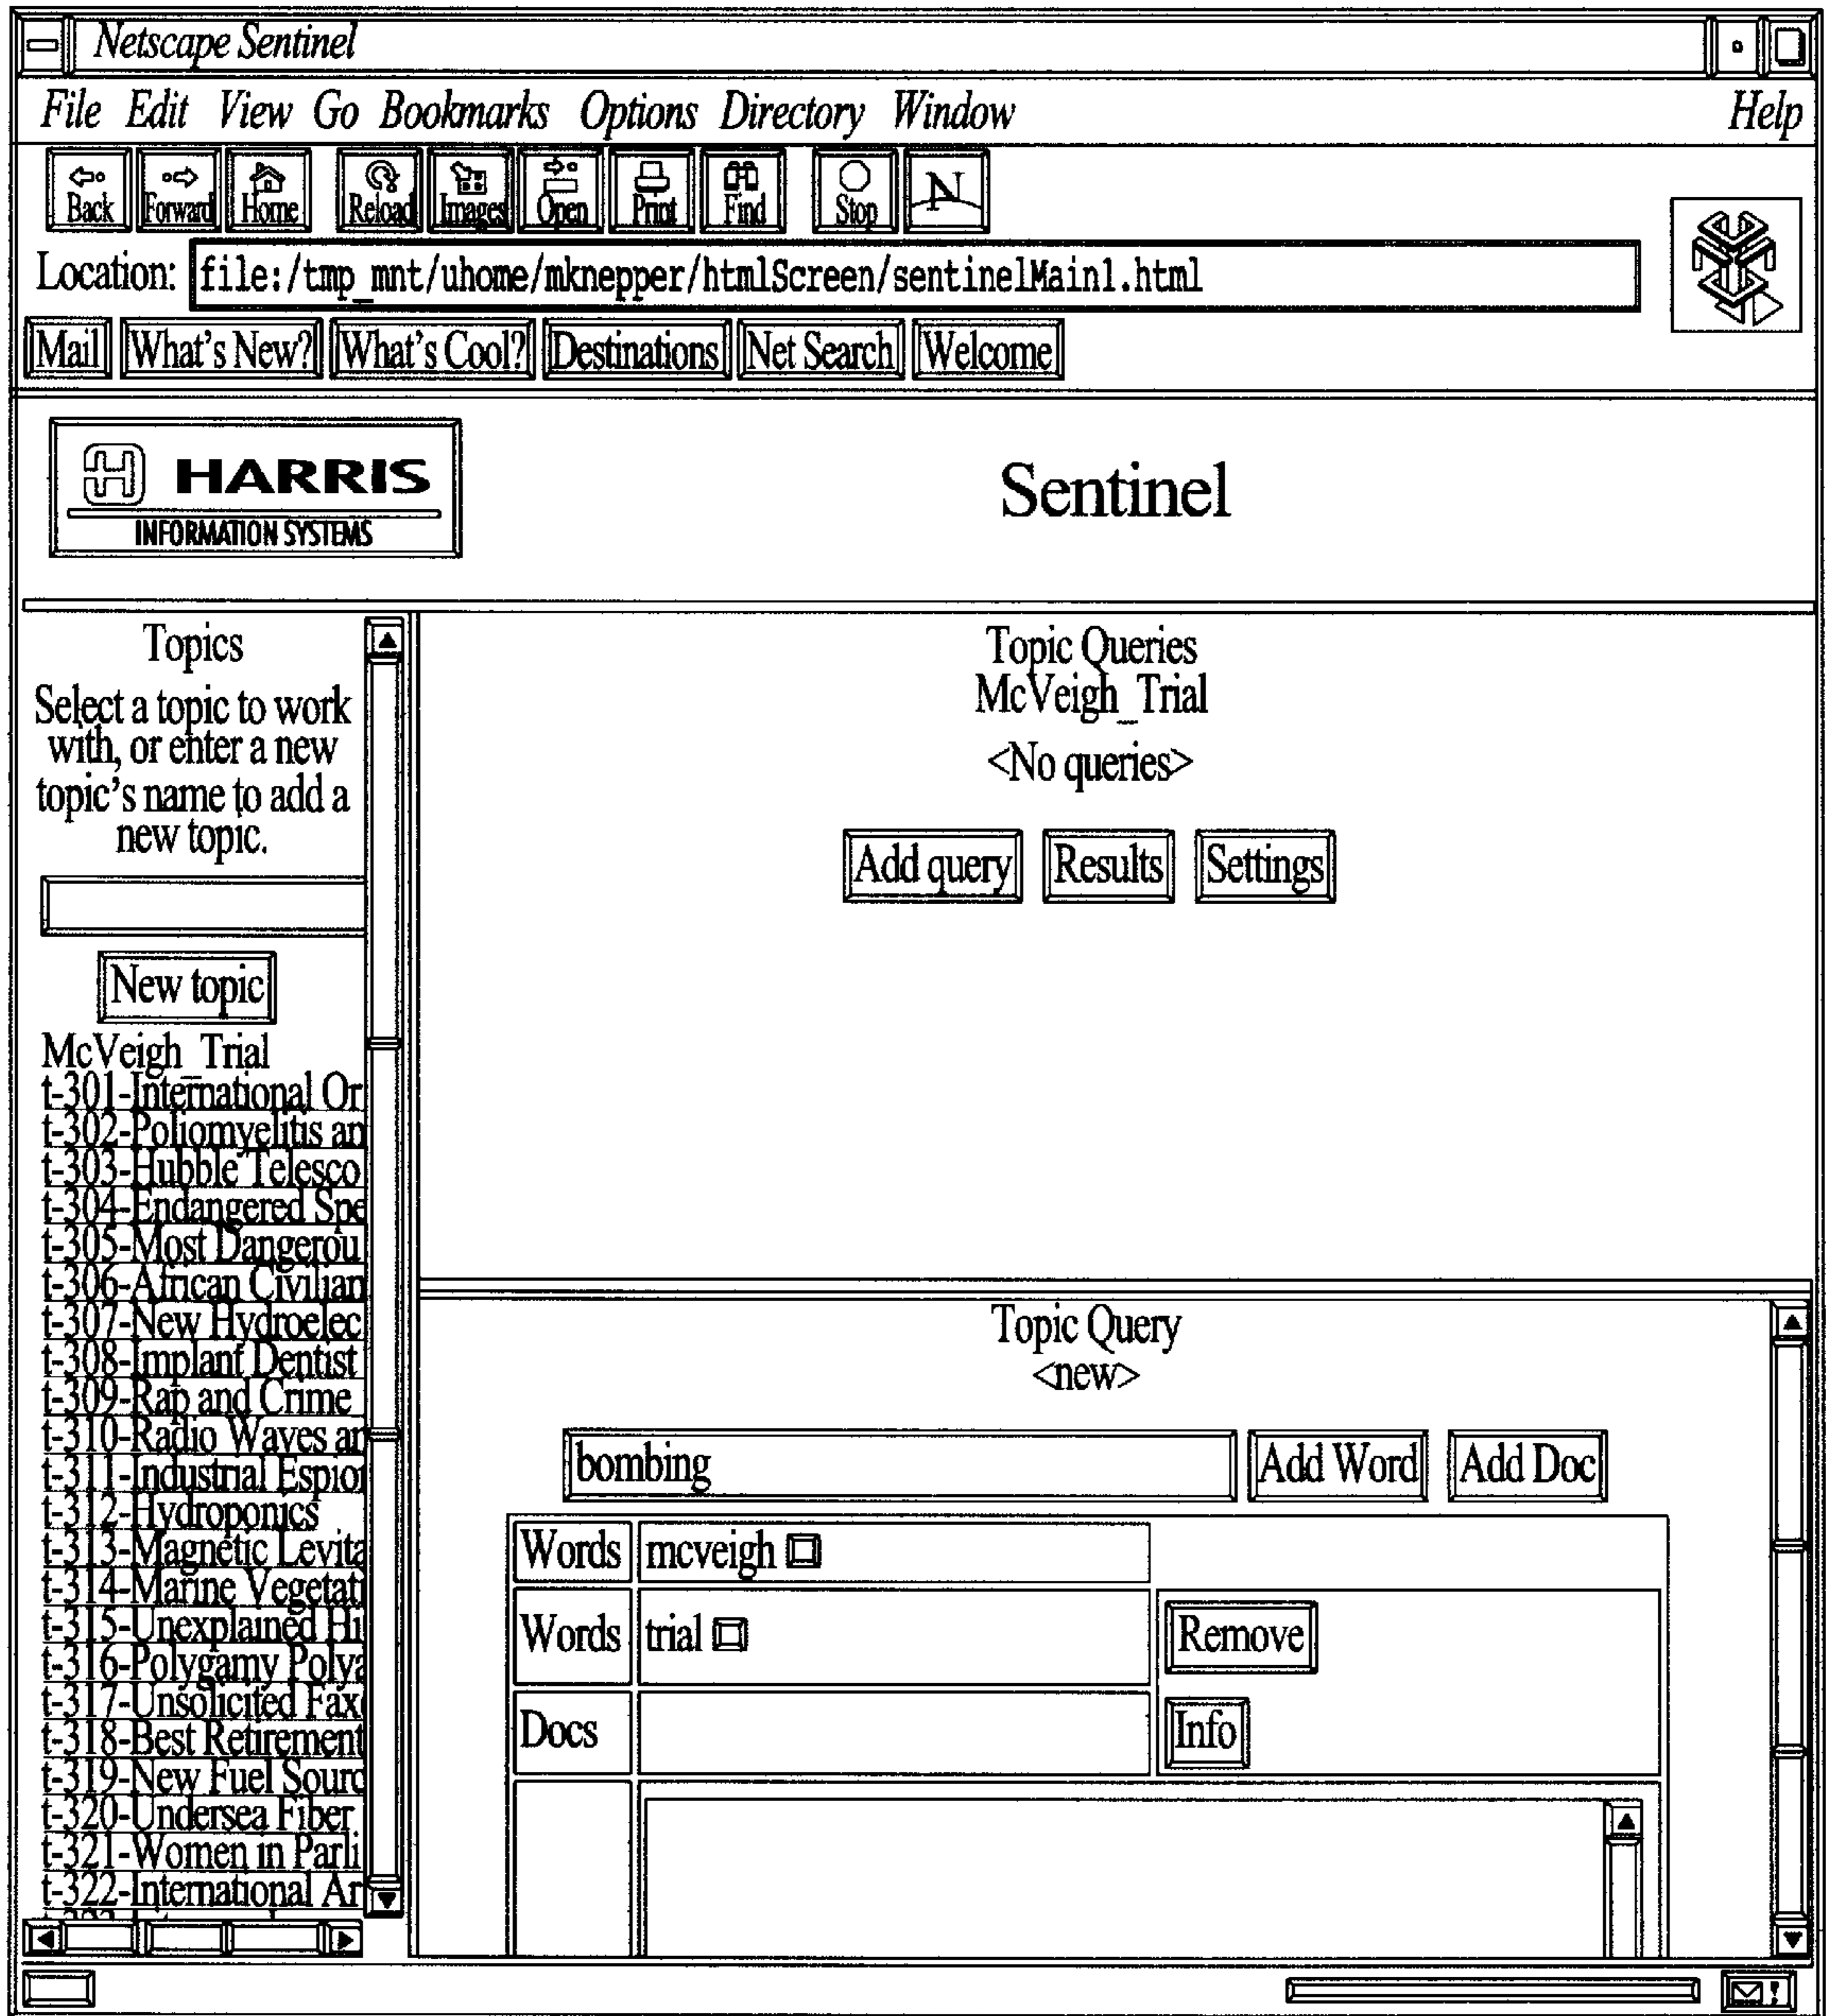 Netscape Sentinel
File Edit View Go Bookmarks Options Directory Window Help
Back Forward Home Reload Images Open Print Find Stop N
Location: file:/tmp_mnt/uhome/mknepper/htmlScreen/sentinelMain1.html
Mail What's New? What's Cool? Destinations Net Search Welcome
HARRIS
INFORMATION SYSTEMS
Sentinel
Topics
Select a topic to work
with, or enter a new
topic's name to add a
new topic.
New topic
McVeigh_Trial
t-301-International Or
t-302-Poliomyelitis an
t-303-Hubble Telesco
t-304-Endangered Spe
t-305-Most Dangerou
t-306-African Civilian
t-307-New Hydroelec
t-308-Implant Dentist
t-309-Rap and Crime
t-310-Radio Waves an
t-311-Industrial Espion
t-312-Hydroponics
t-313-Magnetic Levita
t-314-Marine Vegetati
t-315-Unexplained Hi
t-316-Polygamy Polya
t-317-Unsolicited Faxe
t-318-Best Retirement
t-319-New Fuel Sourc
t-320-Undersea Fiber
t-321-Women in Parli
t-322-International Ar
Topic Queries
McVeigh_Trial
<No queries>
Add query Results Settings
Topic Query
<new>
bombing Add Word Add Doc
Words mcveigh
Words trial Remove
Docs Info